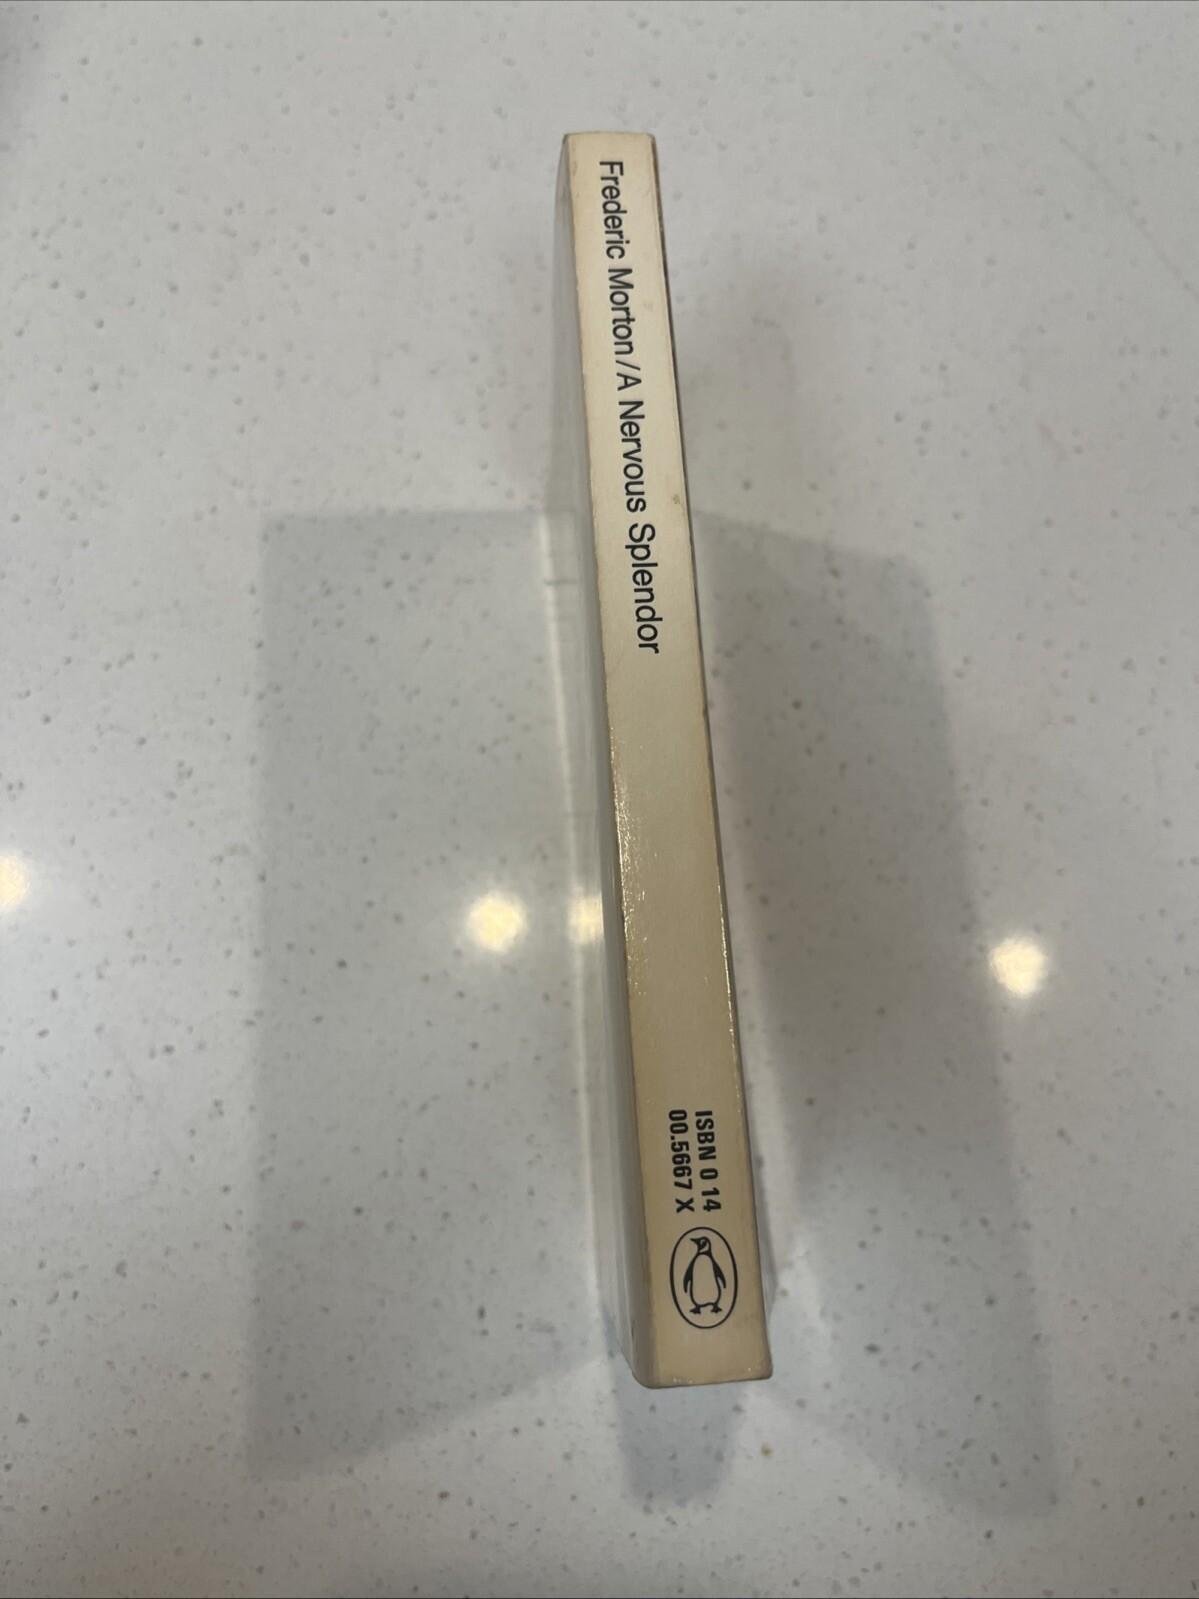 Frederic Morton/A Nervous Splendor
ISBN 0 14
00.5667 X